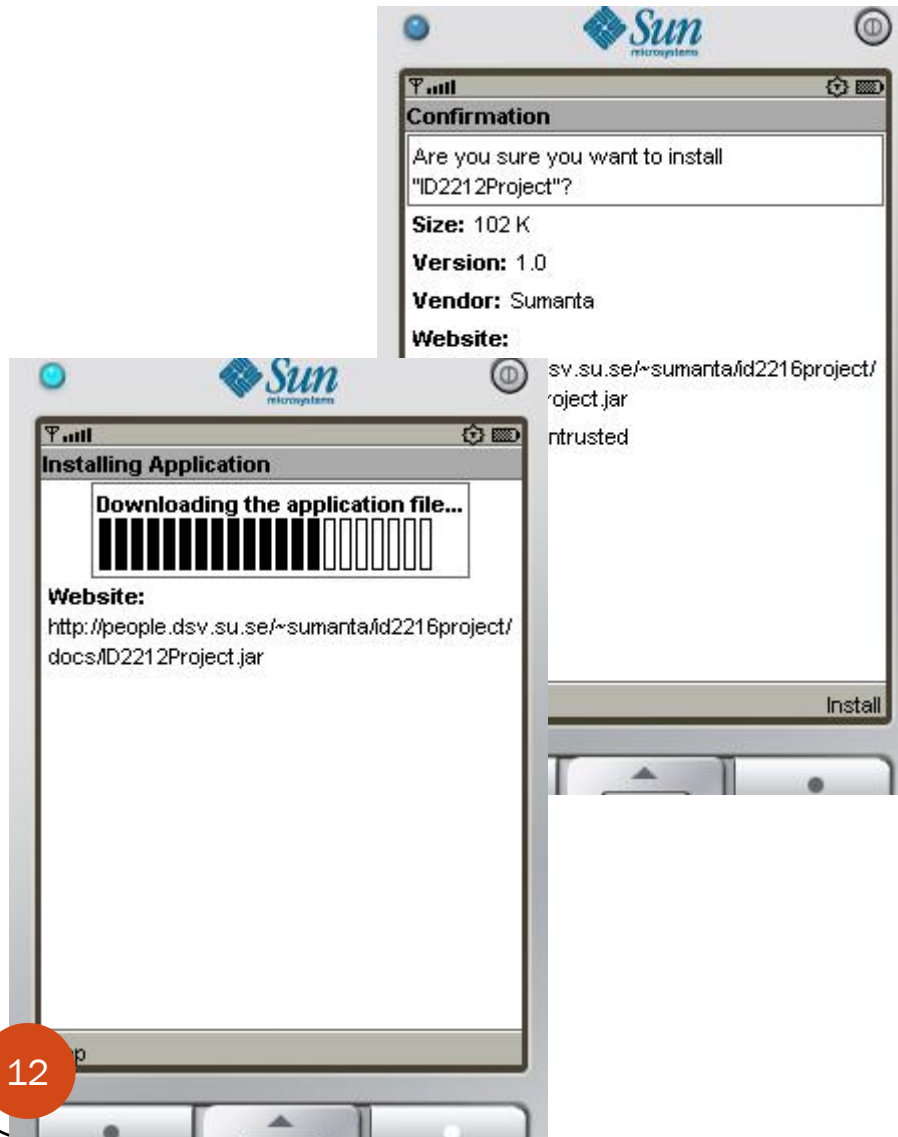 Sun
microsystems
Confirmation
Are you sure you want to install
"ID2212Project"?
Size: 102 K
Version: 1.0
Vendor: Sumanta
Website:
sv.su.se/~sumanta/id2216project/
roject.jar
ntrusted
Install
Sun
microsystems
Installing Application
Downloading the application file...
Website:
http://people.dsv.su.se/~sumanta/id2216project/
docs/ID2212Project.jar
p
12